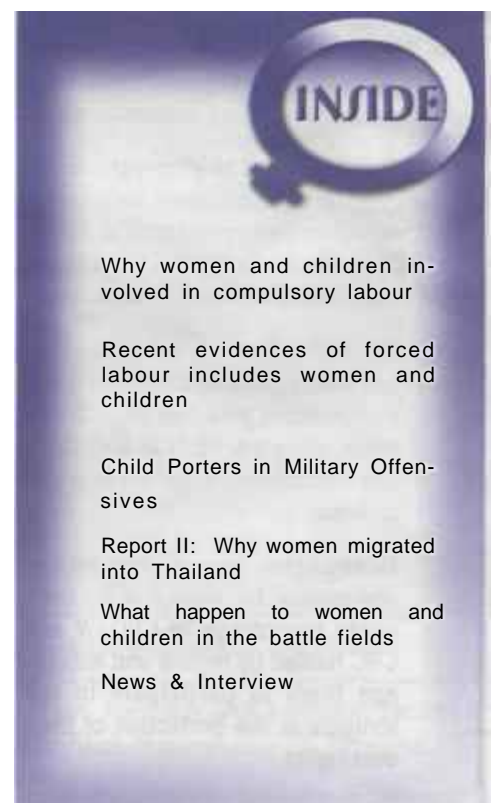 INSIDE
Why women and children in-
volved in compulsory labour
Recent evidences of forced
labour includes women and
children
Child Porters in Military Offen-
sives
Report II: Why women migrated
into Thailand
What happen to women and
children in the battle fields
News & Interview